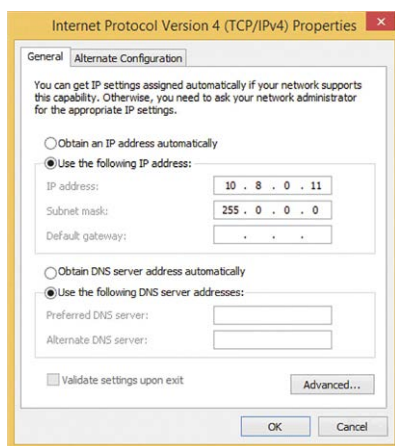 Internet Protocol Version 4 (TCP/IPv4) Properties
General
Alternate Configuration
You can get IP settings assigned automatically if your network supports
this capability. Otherwise, you need to ask your network administrator
for the appropriate IP settings.
Obtain an IP address automatically
Use the following IP address:
IP address: 10 . 8 . 0 . 11
Subnet mask: 255 . 0 . 0 . 0
Default gateway: . . .
Obtain DNS server address automatically
Use the following DNS server addresses:
Preferred DNS server:
Alternate DNS server:
Validate settings upon exit
Advanced...
OK
Cancel